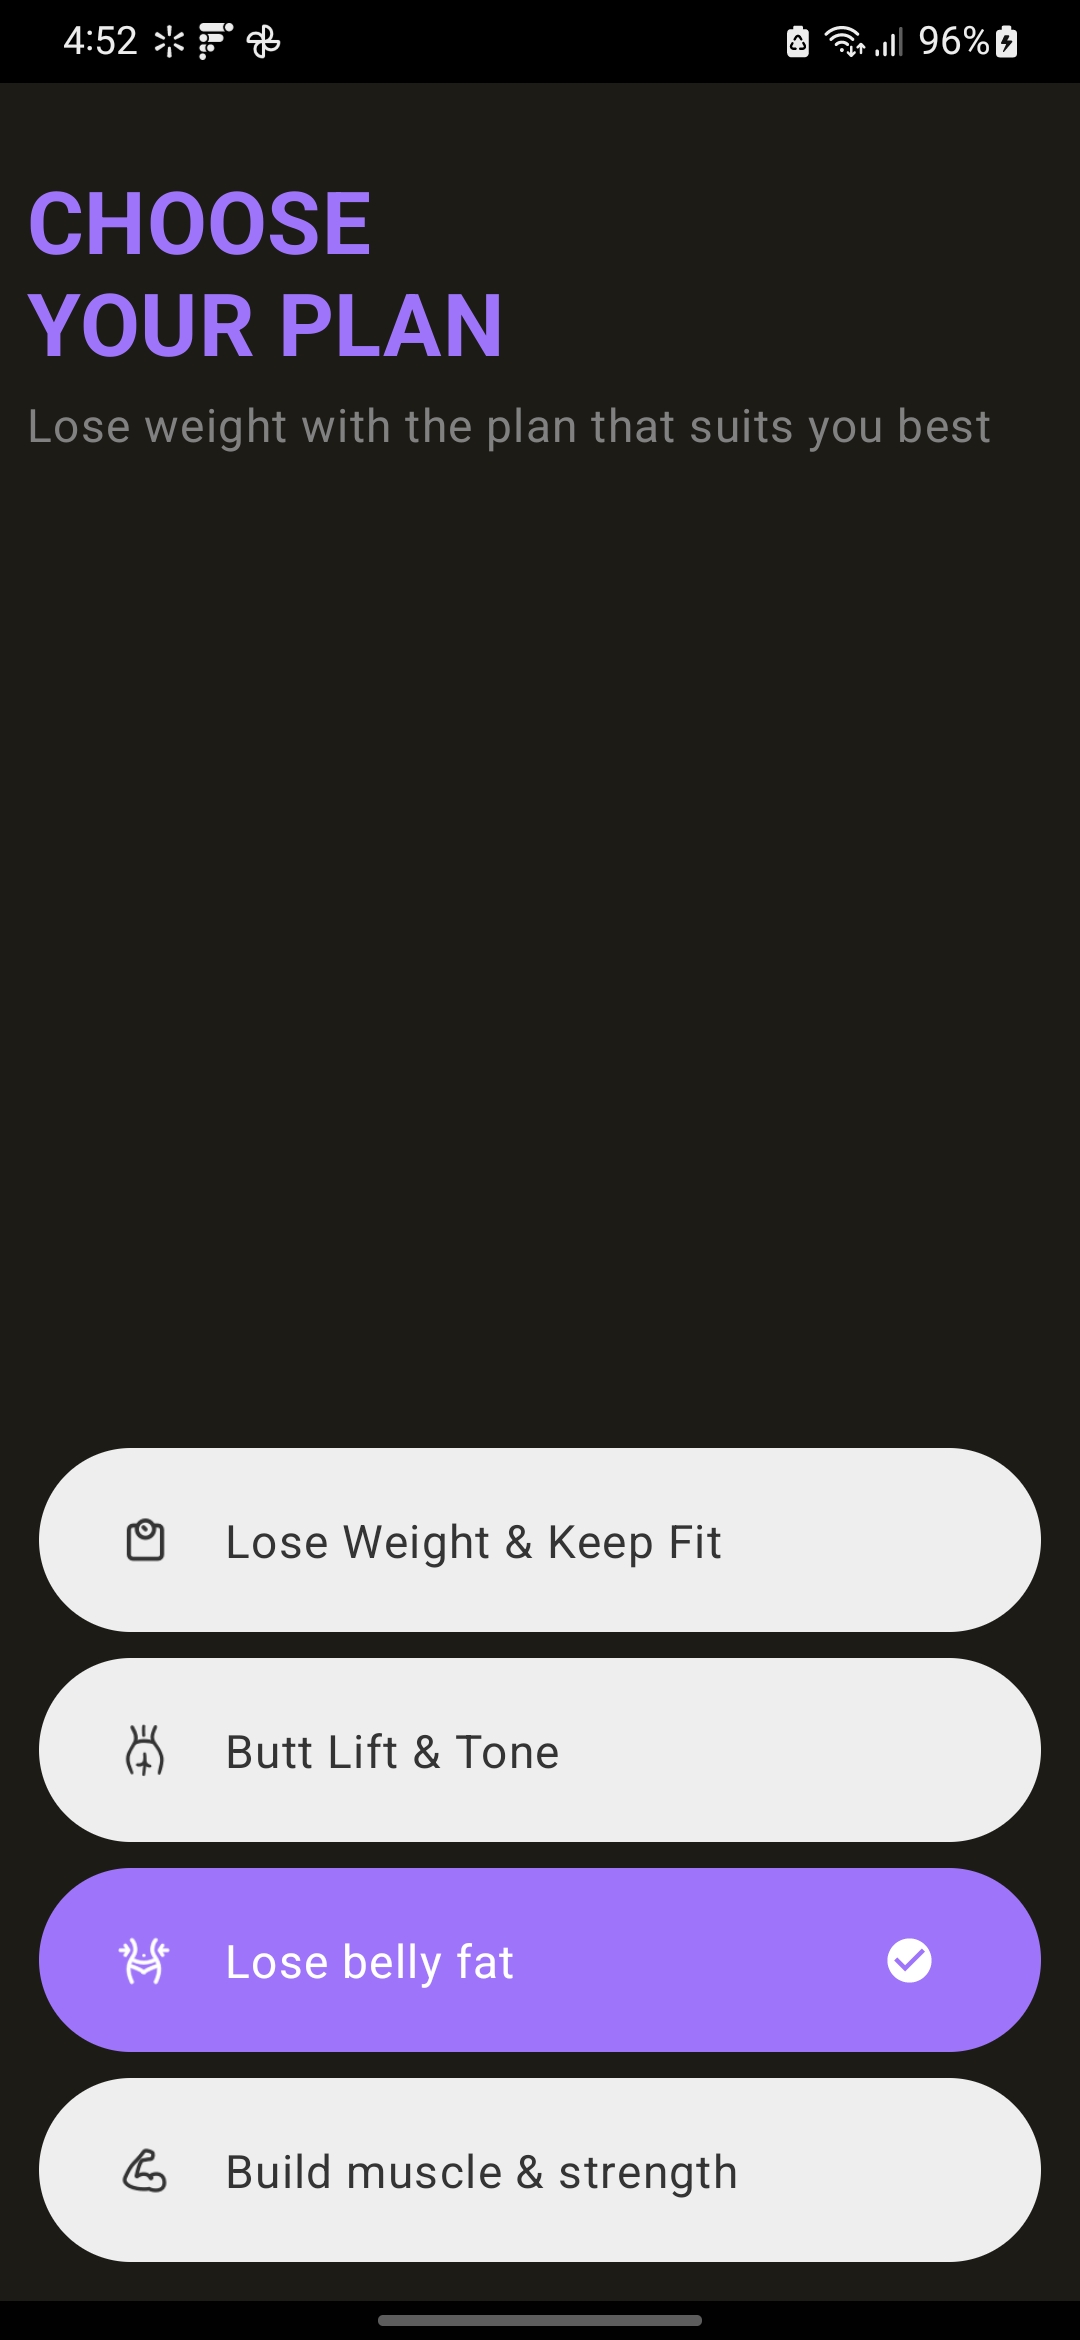 4:52
96%
CHOOSE
YOUR PLAN
Lose weight with the plan that suits you best
Lose Weight & Keep Fit
Butt Lift & Tone
Lose belly fat
Build muscle & strength